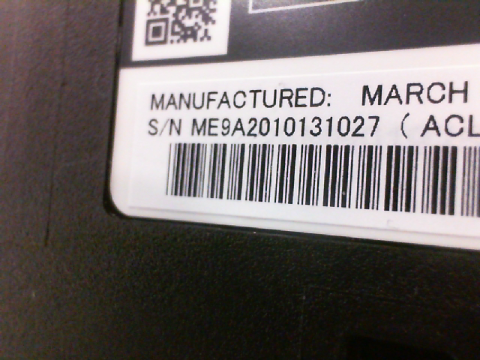 MANUFACTURED: MARCH
S/N ME9A2010131027 ( ACL